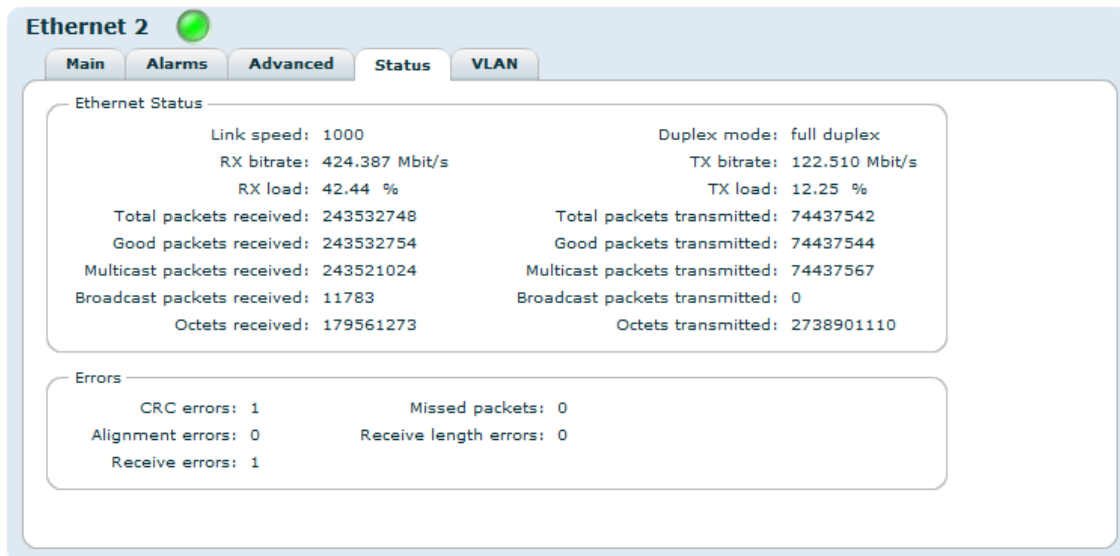 Ethernet 2
Main Alarms Advanced Status VLAN
Ethernet Status
Link speed: 1000 Duplex mode: full duplex
RX bitrate: 424.387 Mbit/s TX bitrate: 122.510 Mbit/s
RX load: 42.44 % TX load: 12.25 %
Total packets received: 243532748 Total packets transmitted: 74437542
Good packets received: 243532754 Good packets transmitted: 74437544
Multicast packets received: 243521024 Multicast packets transmitted: 74437567
Broadcast packets received: 11783 Broadcast packets transmitted: 0
Octets received: 179561273 Octets transmitted: 2738901110
Errors
CRC errors: 1 Missed packets: 0
Alignment errors: 0 Receive length errors: 0
Receive errors: 1